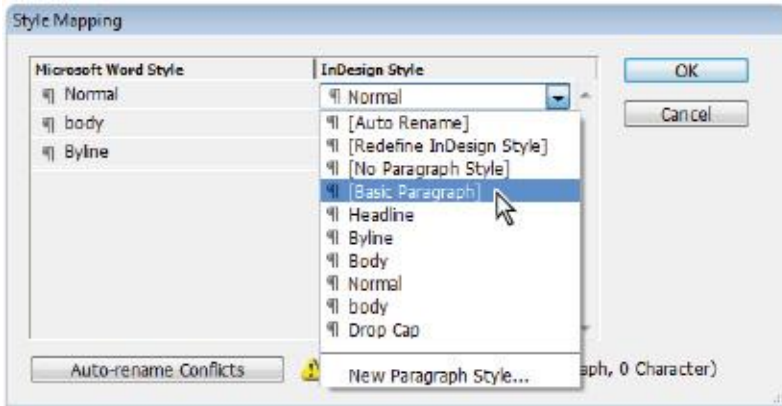 Style Mapping
Microsoft Word Style InDesign Style
¶ Normal ¶ Normal OK
¶ body ¶ [Auto Rename] Cancel
¶ Byline ¶ [Redefine InDesign Style]
¶ [No Paragraph Style]
¶ [Basic Paragraph]
¶ Headline
¶ Byline
¶ Body
¶ Normal
¶ body
¶ Drop Cap
Auto-rename Conflicts New Paragraph Style... aph, 0 Character)